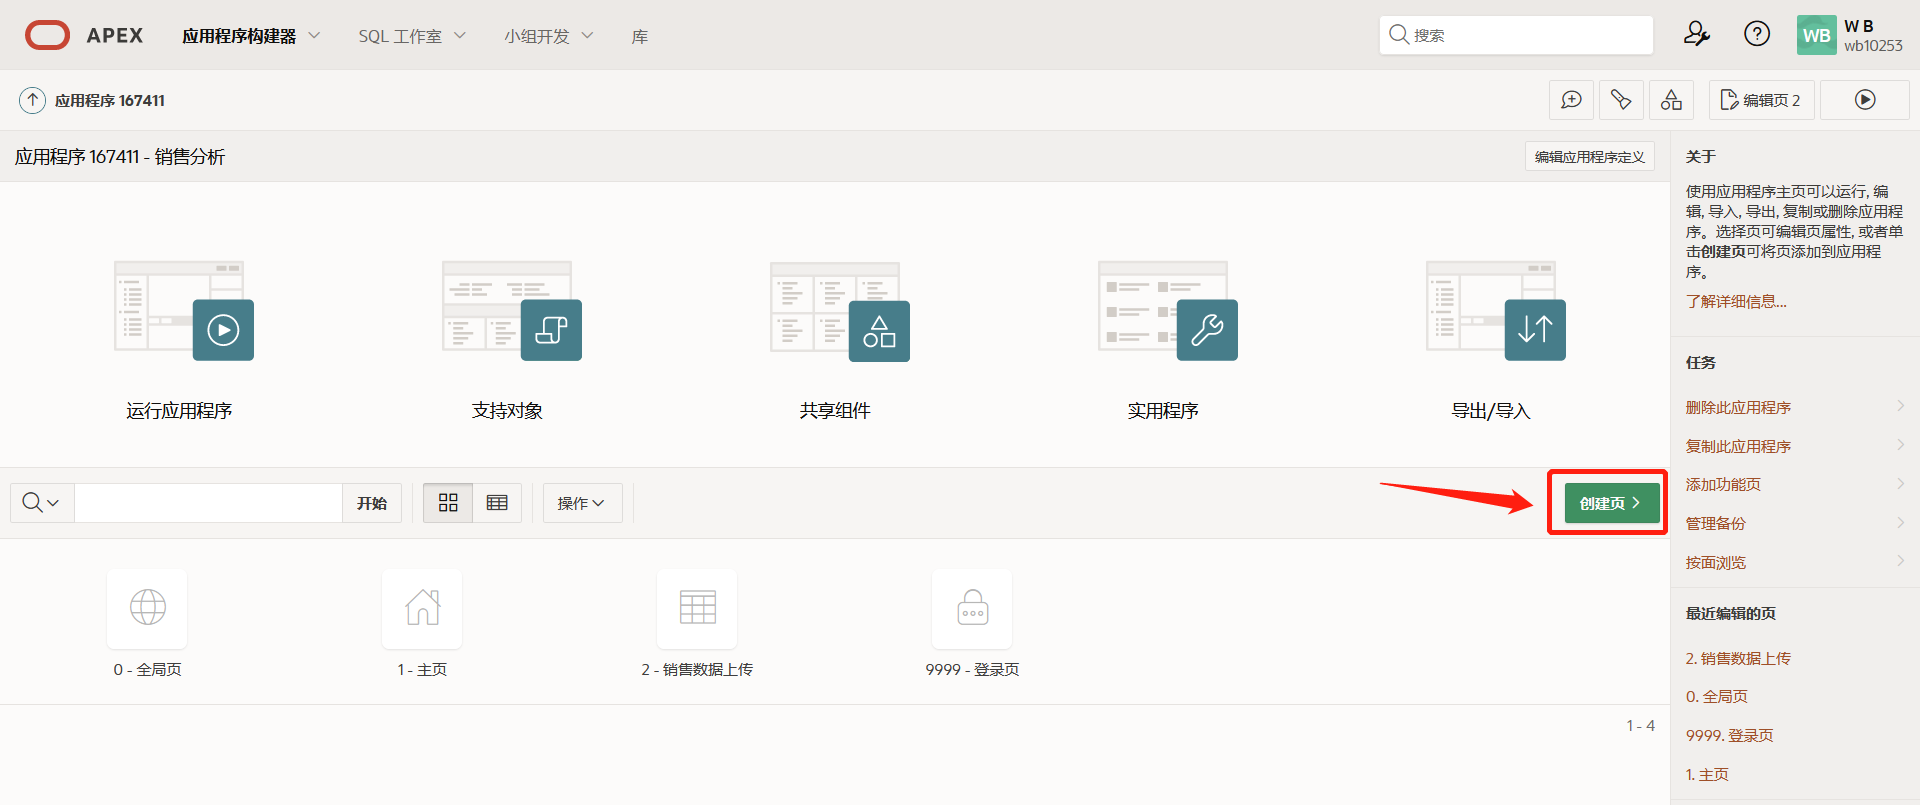 APEX
应用程序构建器
SQL 工作室
小组开发
库
搜索
WB
W B
wb10253
应用程序 167411
编辑页 2
应用程序 167411 - 销售分析
编辑应用程序定义
运行应用程序
支持对象
共享组件
实用程序
导出/导入
开始
操作
创建页
0 - 全局页
1 - 主页
2 - 销售数据上传
9999 - 登录页
1 - 4
关于
使用应用程序主页可以运行, 编
辑, 导入, 导出, 复制或删除应用程
序。选择页可编辑页属性, 或者单
击创建页可将页添加到应用程
序。
了解详细信息...
任务
删除此应用程序
复制此应用程序
添加功能页
管理备份
按面浏览
最近编辑的页
2. 销售数据上传
0. 全局页
9999. 登录页
1. 主页